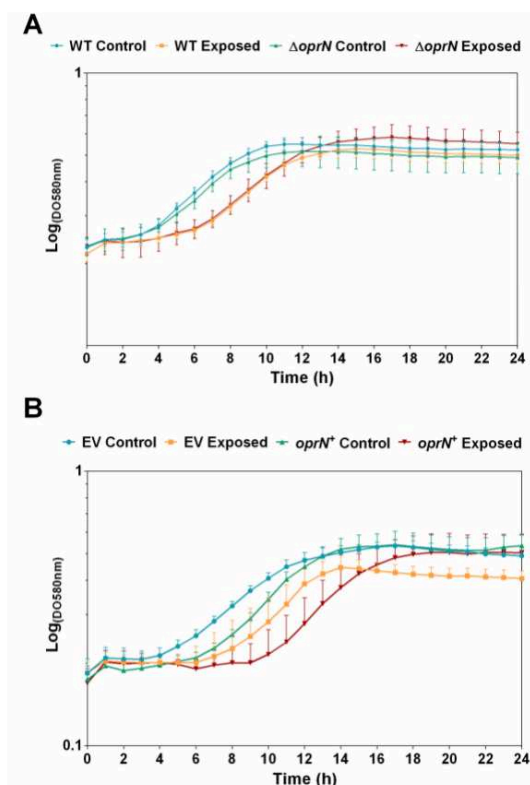 A
WT Control WT Exposed ΔoprN Control ΔoprN Exposed
1
Log(DO580nm)
0 2 4 6 8 10 12 14 16 18 20 22 24
Time (h)
B
EV Control EV Exposed oprN+ Control oprN+ Exposed
1
Log(DO580nm)
0.1
0 2 4 6 8 10 12 14 16 18 20 22 24
Time (h)